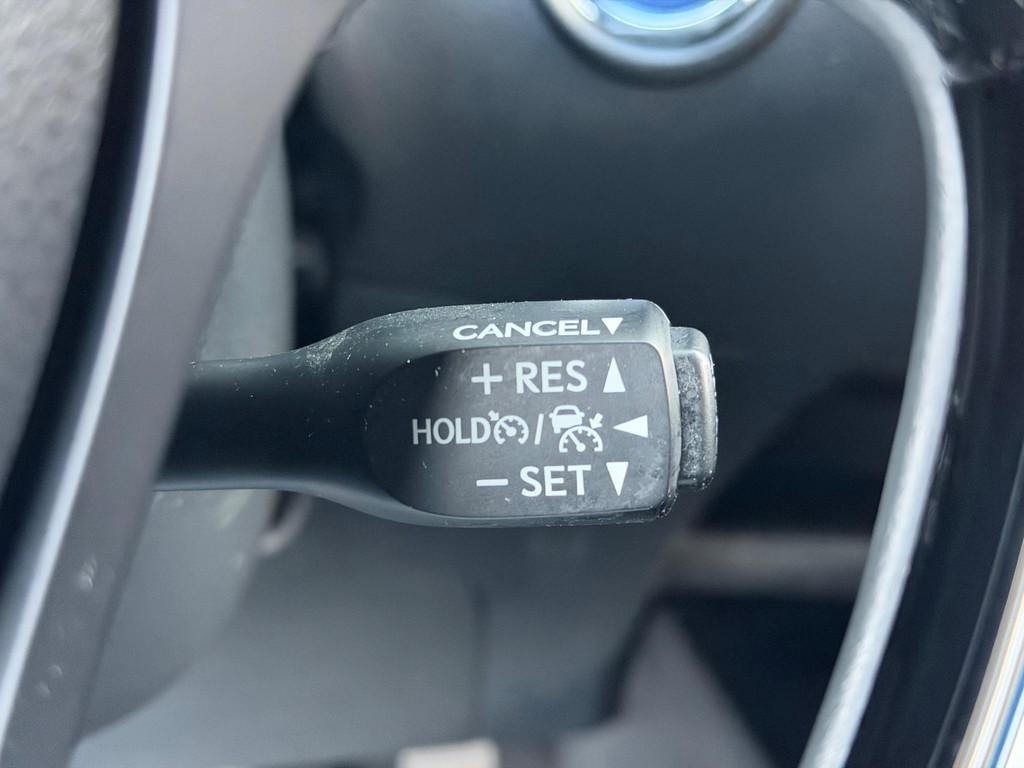 CANCEL▼
+ RES ▲
HOLD / ◀
− SET ▼